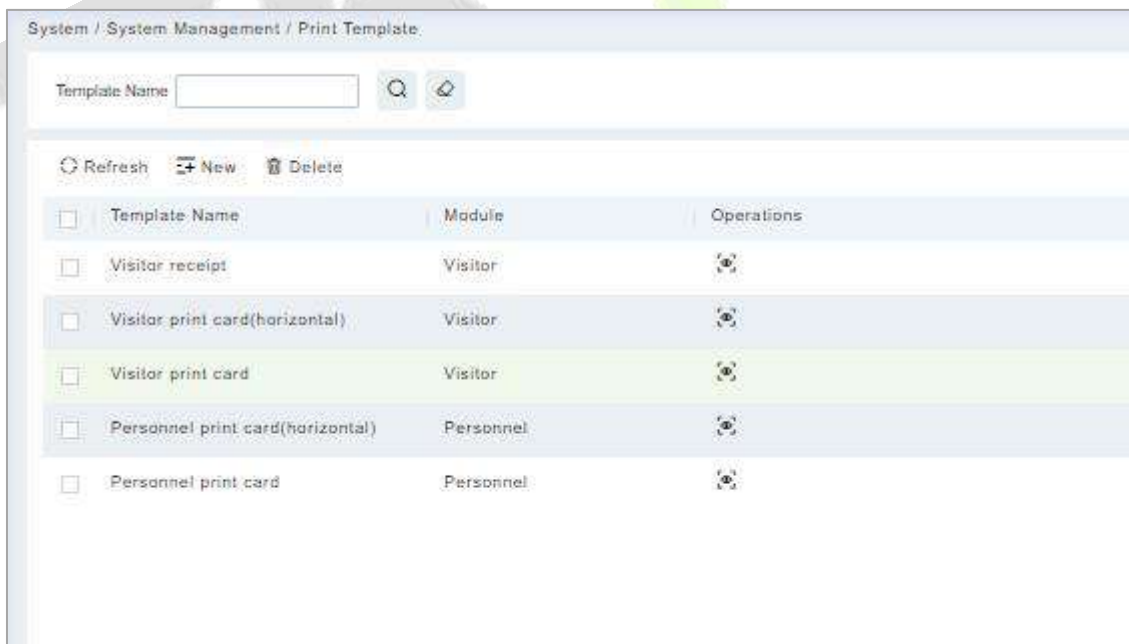 System / System Management / Print Template
Template Name
Refresh New Delete
Template Name Module Operations
Visitor receipt Visitor
Visitor print card(horizontal) Visitor
Visitor print card Visitor
Personnel print card(horizontal) Personnel
Personnel print card Personnel